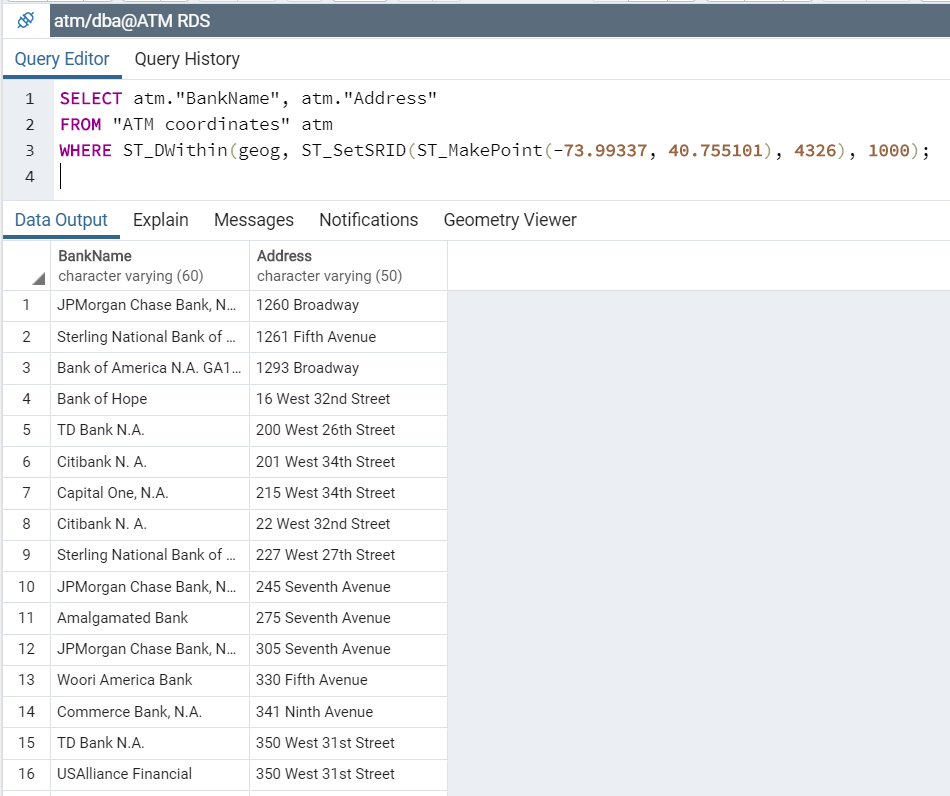 atm/dba@ATM RDS
Query Editor Query History
1 SELECT atm."BankName", atm."Address"
2 FROM "ATM coordinates" atm
3 WHERE ST_DWithin(geog, ST_SetSRID(ST_MakePoint(-73.99337, 40.755101), 4326), 1000);
4
Data Output Explain Messages Notifications Geometry Viewer
BankName Address
character varying (60) character varying (50)
1 JPMorgan Chase Bank, N... 1260 Broadway
2 Sterling National Bank of ... 1261 Fifth Avenue
3 Bank of America N.A. GA1... 1293 Broadway
4 Bank of Hope 16 West 32nd Street
5 TD Bank N.A. 200 West 26th Street
6 Citibank N. A. 201 West 34th Street
7 Capital One, N.A. 215 West 34th Street
8 Citibank N. A. 22 West 32nd Street
9 Sterling National Bank of ... 227 West 27th Street
10 JPMorgan Chase Bank, N... 245 Seventh Avenue
11 Amalgamated Bank 275 Seventh Avenue
12 JPMorgan Chase Bank, N... 305 Seventh Avenue
13 Woori America Bank 330 Fifth Avenue
14 Commerce Bank, N.A. 341 Ninth Avenue
15 TD Bank N.A. 350 West 31st Street
16 USAlliance Financial 350 West 31st Street